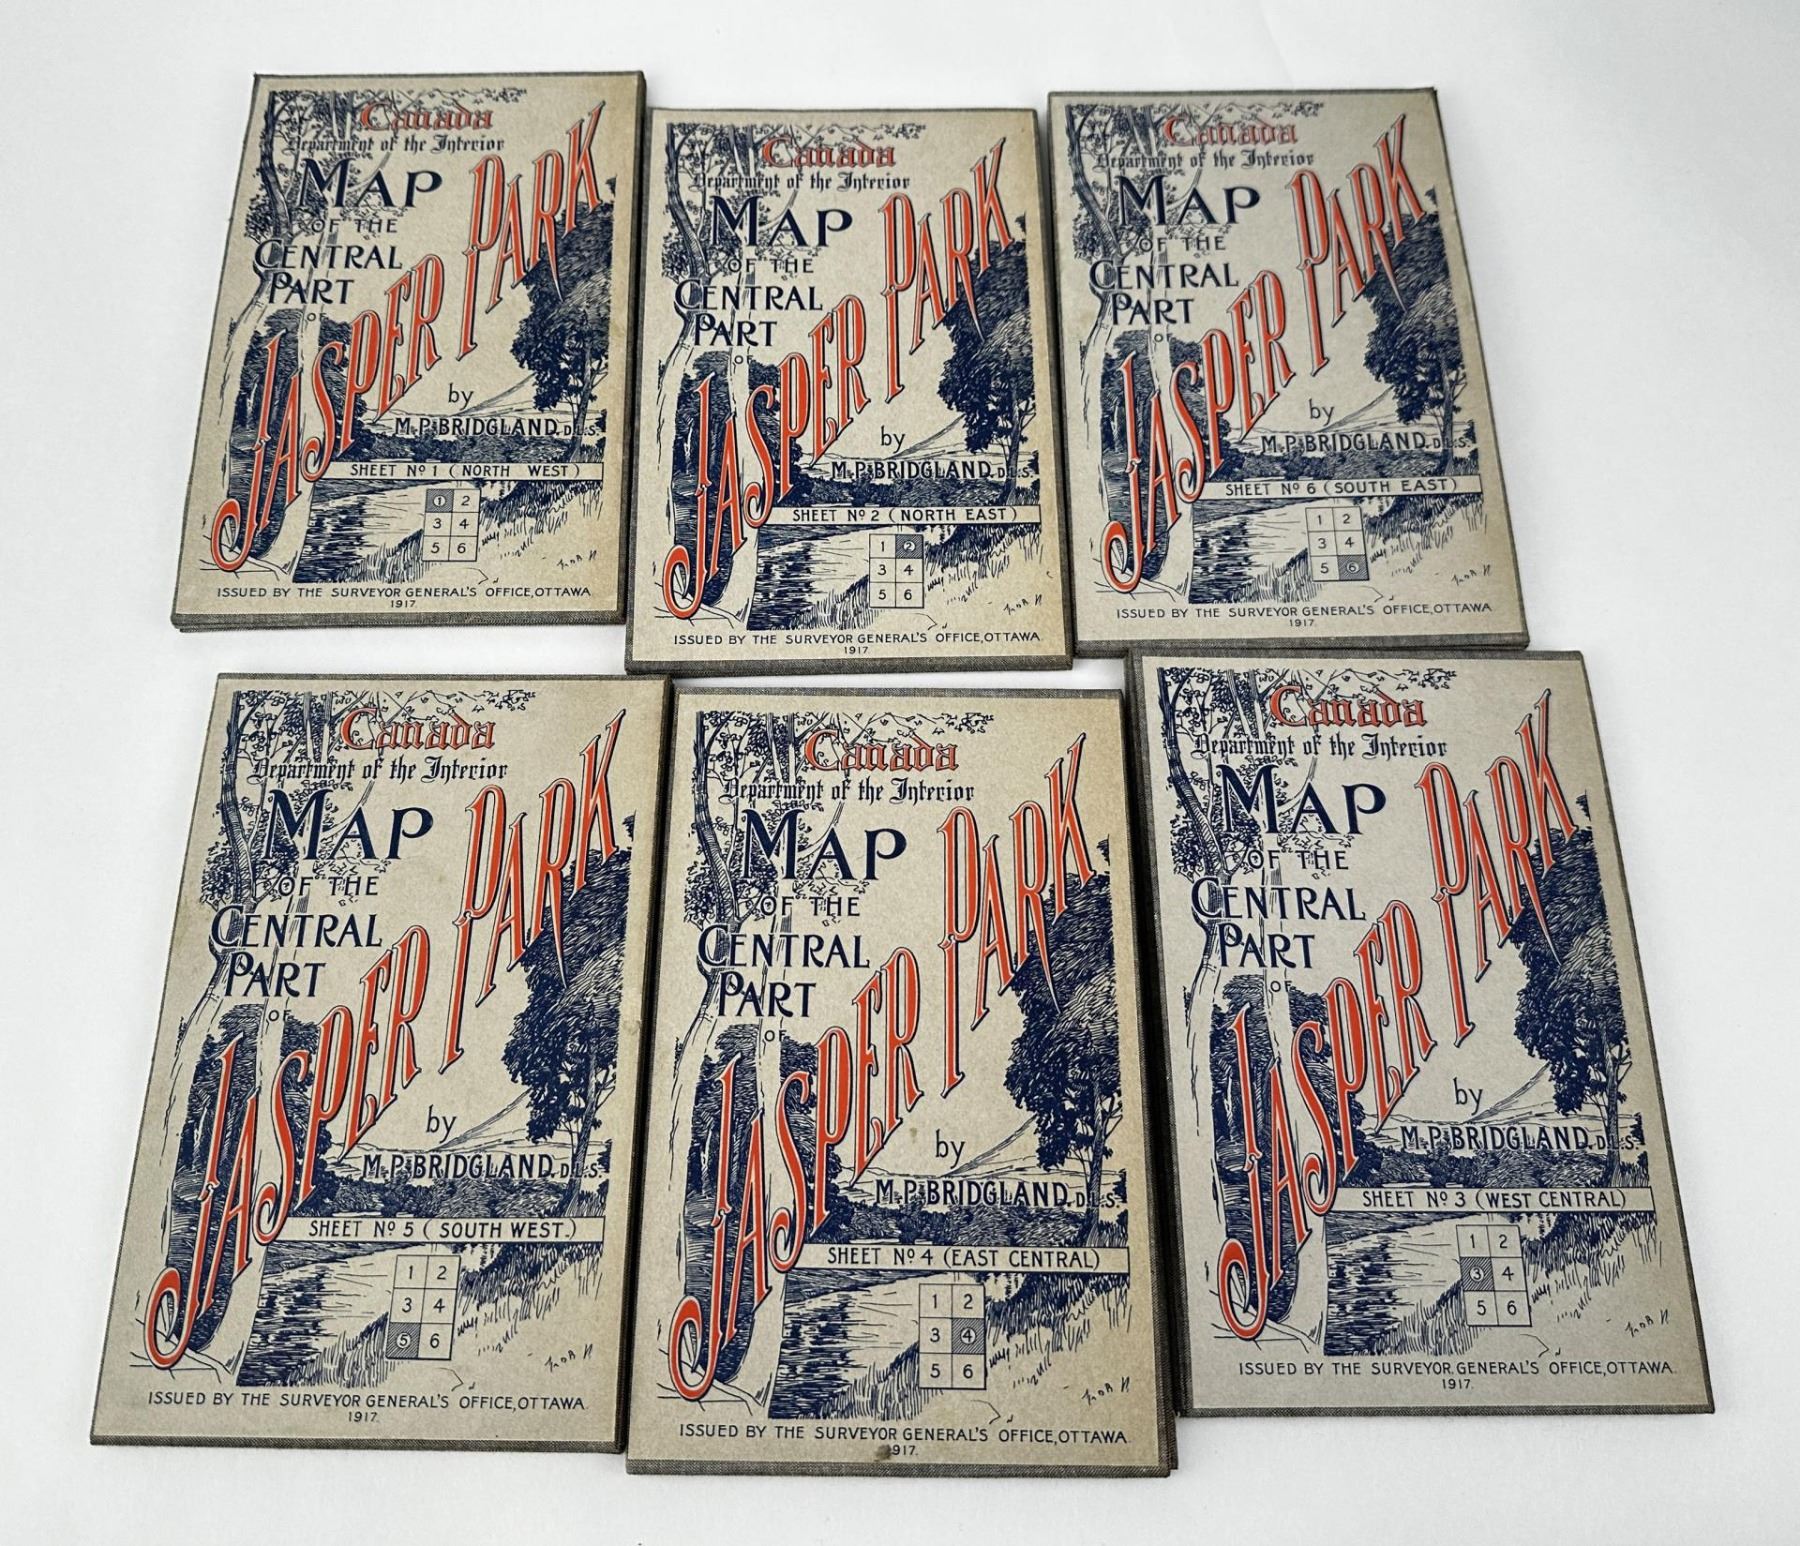 Canada
Department of the Interior
MAP
OF THE
CENTRAL
PART
OF
JASPER PARK
by
M.P. BRIDGLAND. D.L.S.
SHEET Nº 1 (NORTH WEST)
1 2
3 4
5 6
ISSUED BY THE SURVEYOR GENERAL'S OFFICE, OTTAWA
1917.
Canada
Department of the Interior
MAP
OF THE
CENTRAL
PART
OF
JASPER PARK
by
M.P. BRIDGLAND. D.L.S.
SHEET Nº 2 (NORTH EAST)
1 2
3 4
5 6
ISSUED BY THE SURVEYOR GENERAL'S OFFICE, OTTAWA.
1917.
Canada
Department of the Interior
MAP
OF THE
CENTRAL
PART
OF
JASPER PARK
by
M.P. BRIDGLAND. D.L.S.
SHEET Nº 6 (SOUTH EAST)
1 2
3 4
5 6
ISSUED BY THE SURVEYOR GENERAL'S OFFICE, OTTAWA
1917.
Canada
Department of the Interior
MAP
OF THE
CENTRAL
PART
OF
JASPER PARK
by
M.P. BRIDGLAND. D.L.S.
SHEET Nº 5 (SOUTH WEST.)
1 2
3 4
5 6
ISSUED BY THE SURVEYOR GENERAL'S OFFICE, OTTAWA.
1917.
Canada
Department of the Interior
MAP
OF THE
CENTRAL
PART
OF
JASPER PARK
by
M.P. BRIDGLAND. D.L.S.
SHEET Nº 4 (EAST CENTRAL)
1 2
3 4
5 6
ISSUED BY THE SURVEYOR GENERAL'S OFFICE, OTTAWA.
917.
Canada
Department of the Interior
MAP
OF THE
CENTRAL
PART
OF
JASPER PARK
by
M.P. BRIDGLAND. D.L.S.
SHEET Nº 3 (WEST CENTRAL)
1 2
3 4
5 6
ISSUED BY THE SURVEYOR GENERAL'S OFFICE, OTTAWA.
1917.